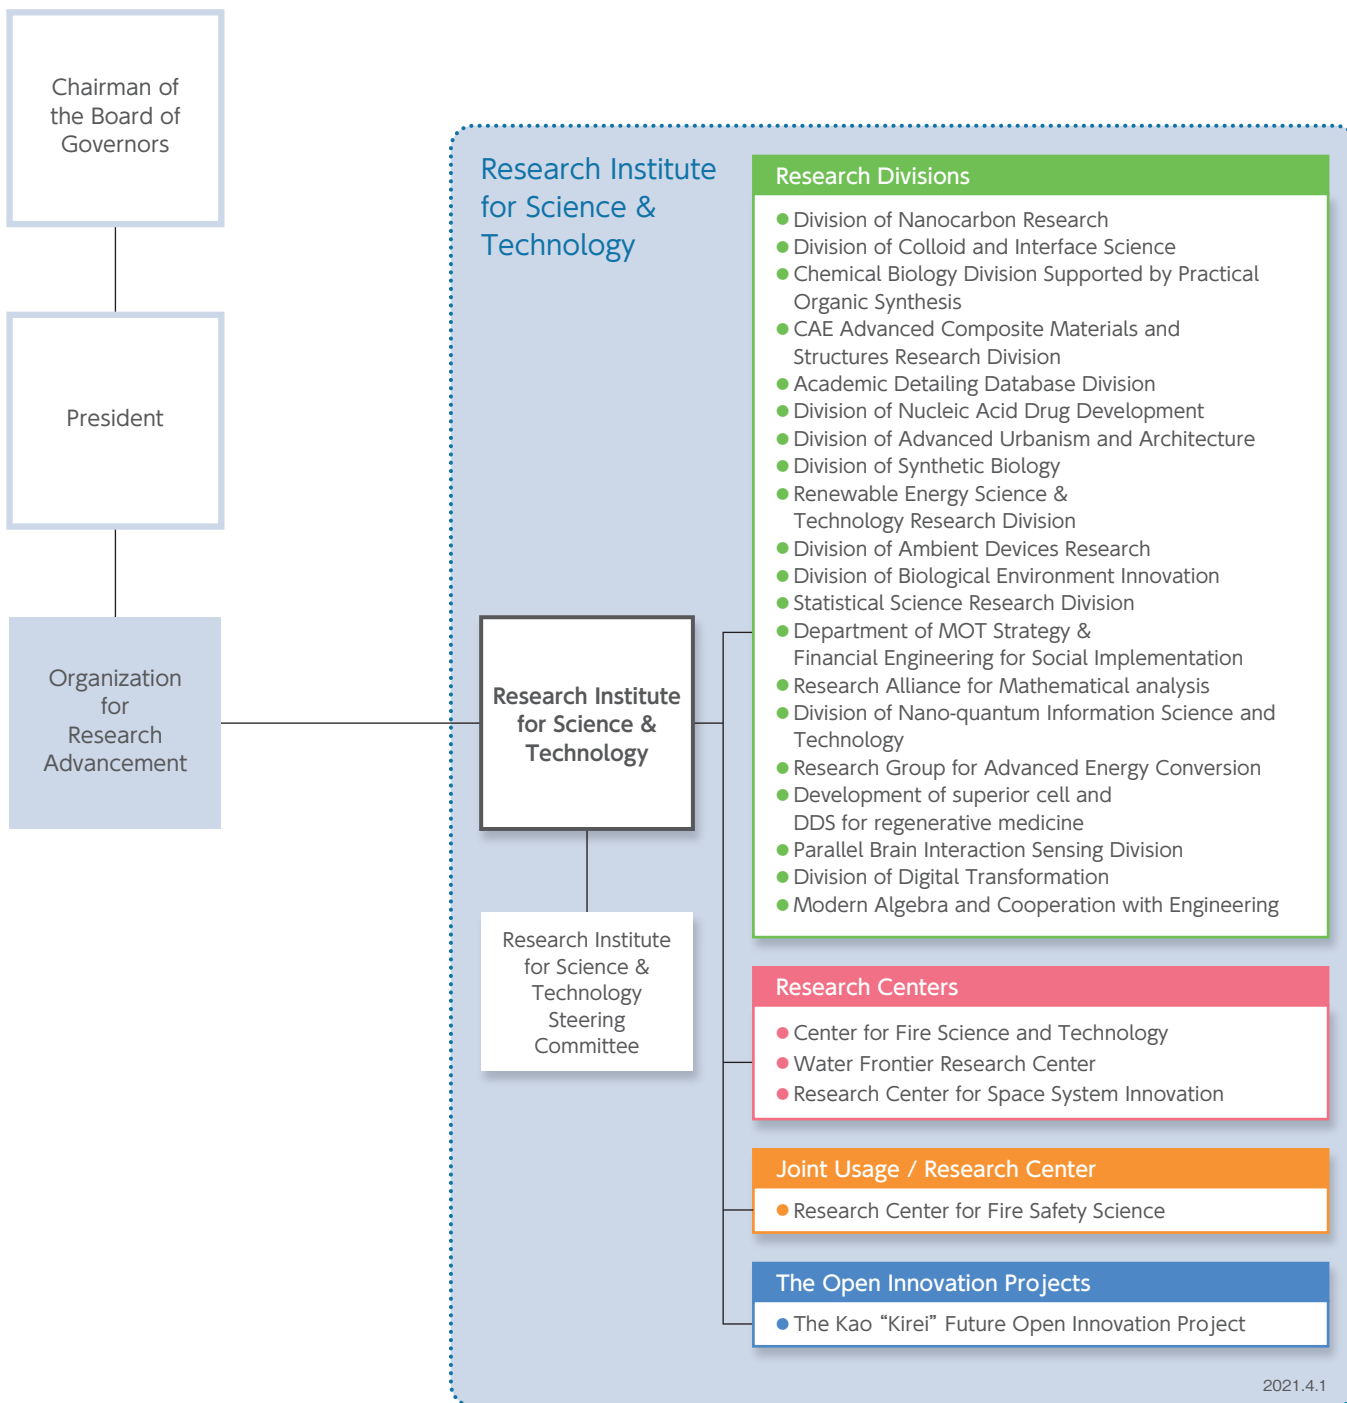 Chairman of
the Board of
Governors
President
Organization
for
Research
Advancement
Research Institute
for Science &
Technology
Research Institute
for Science &
Technology
Research Institute
for Science &
Technology
Steering
Committee
Research Divisions
● Division of Nanocarbon Research
● Division of Colloid and Interface Science
● Chemical Biology Division Supported by Practical
Organic Synthesis
● CAE Advanced Composite Materials and
Structures Research Division
● Academic Detailing Database Division
● Division of Nucleic Acid Drug Development
● Division of Advanced Urbanism and Architecture
● Division of Synthetic Biology
● Renewable Energy Science &
Technology Research Division
● Division of Ambient Devices Research
● Division of Biological Environment Innovation
● Statistical Science Research Division
● Department of MOT Strategy &
Financial Engineering for Social Implementation
● Research Alliance for Mathematical analysis
● Division of Nano-quantum Information Science and
Technology
● Research Group for Advanced Energy Conversion
● Development of superior cell and
DDS for regenerative medicine
● Parallel Brain Interaction Sensing Division
● Division of Digital Transformation
● Modern Algebra and Cooperation with Engineering
Research Centers
● Center for Fire Science and Technology
● Water Frontier Research Center
● Research Center for Space System Innovation
Joint Usage / Research Center
● Research Center for Fire Safety Science
The Open Innovation Projects
● The Kao “Kirei” Future Open Innovation Project
2021.4.1